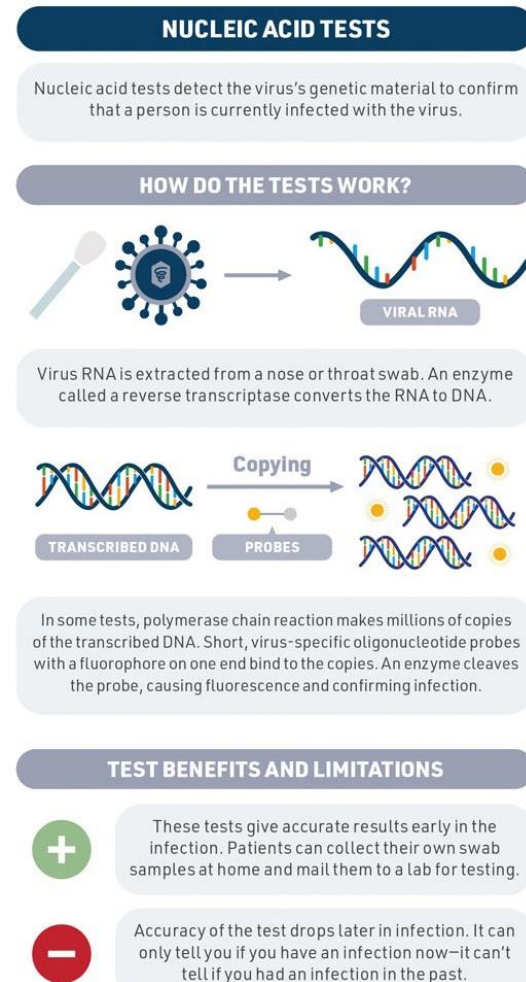 NUCLEIC ACID TESTS
Nucleic acid tests detect the virus's genetic material to confirm
that a person is currently infected with the virus.
HOW DO THE TESTS WORK?
VIRAL RNA
Virus RNA is extracted from a nose or throat swab. An enzyme
called a reverse transcriptase converts the RNA to DNA.
Copying
TRANSCRIBED DNA
PROBES
In some tests, polymerase chain reaction makes millions of copies
of the transcribed DNA. Short, virus-specific oligonucleotide probes
with a fluorophore on one end bind to the copies. An enzyme cleaves
the probe, causing fluorescence and confirming infection.
TEST BENEFITS AND LIMITATIONS
These tests give accurate results early in the
infection. Patients can collect their own swab
samples at home and mail them to a lab for testing.
Accuracy of the test drops later in infection. It can
only tell you if you have an infection now—it can't
tell if you had an infection in the past.